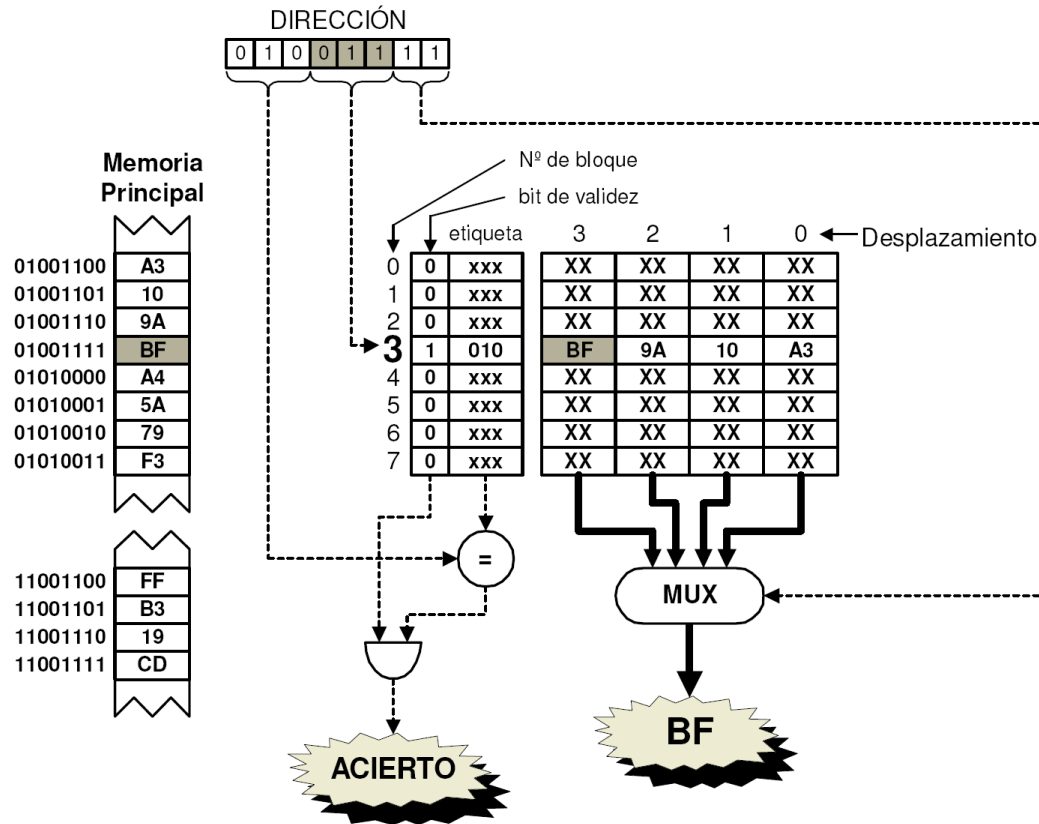 DIRECCIÓN
0 1 0 0 1 1 1 1
Memoria
Principal
Nº de bloque
bit de validez
etiqueta 3 2 1 0 Desplazamiento
01001100 A3 0 0 xxx XX XX XX XX
01001101 10 1 0 xxx XX XX XX XX
01001110 9A 2 0 xxx XX XX XX XX
01001111 BF 3 1 010 BF 9A 10 A3
01010000 A4 4 0 xxx XX XX XX XX
01010001 5A 5 0 xxx XX XX XX XX
01010010 79 6 0 xxx XX XX XX XX
01010011 F3 7 0 xxx XX XX XX XX
=
11001100 FF
11001101 B3
11001110 19
11001111 CD
MUX
ACIERTO
BF